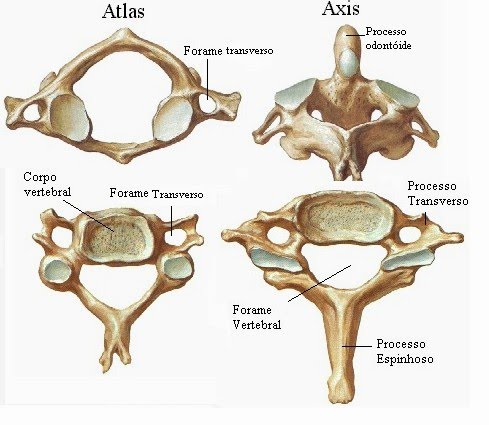 Atlas
Axis
Forame transverso
Processo
odontóide
Corpo
vertebral
Forame Transverso
Processo
Transverso
Forame
Vertebral
Processo
Espinhoso